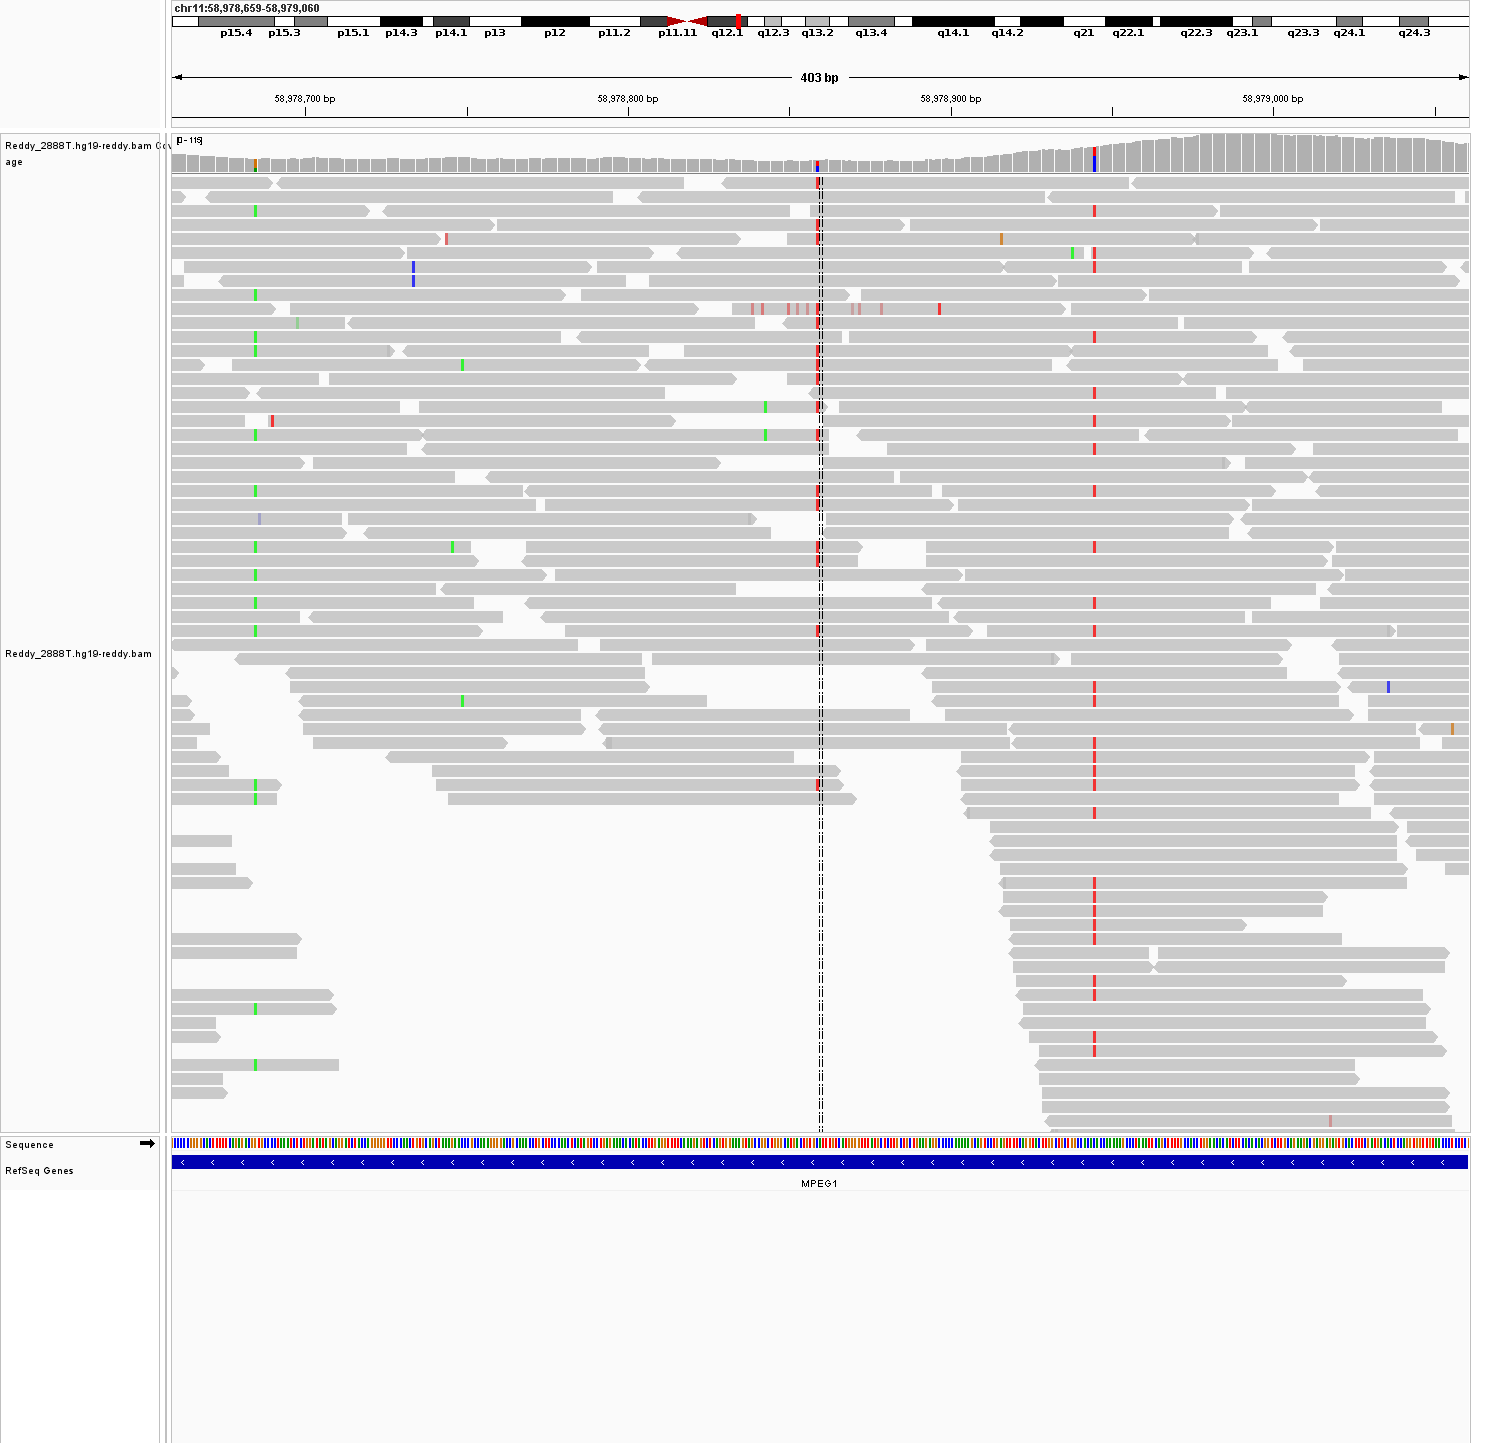 chr11:58,978,659-58,979,060
p15.4 p15.3 p15.1 p14.3 p14.1 p13 p12 p11.2 p11.11 q12.1 q12.3 q13.2 q13.4 q14.1 q14.2 q21 q22.1 q22.3 q23.1 q23.3 q24.1 q24.3
403 bp
58,978,700 bp 58,978,800 bp 58,978,900 bp 58,979,000 bp
[0 - 115]
Reddy_2888T.hg19-reddy.bam Cov
age
Reddy_2888T.hg19-reddy.bam
Sequence
RefSeq Genes
MPEG1